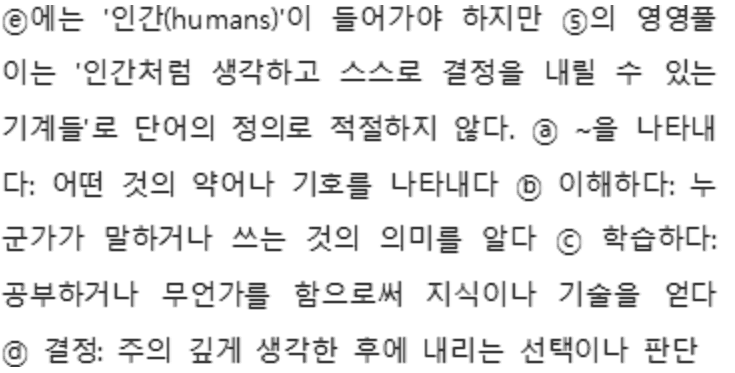 ⓔ에는 '인간(humans)'이 들어가야 하지만 ⑤의 영영풀
이는 '인간처럼 생각하고 스스로 결정을 내릴 수 있는
기계들'로 단어의 정의로 적절하지 않다. ⓐ ~을 나타내
다: 어떤 것의 약어나 기호를 나타내다 ⓑ 이해하다: 누
군가가 말하거나 쓰는 것의 의미를 알다 ⓒ 학습하다:
공부하거나 무언가를 함으로써 지식이나 기술을 얻다
ⓓ 결정: 주의 깊게 생각한 후에 내리는 선택이나 판단